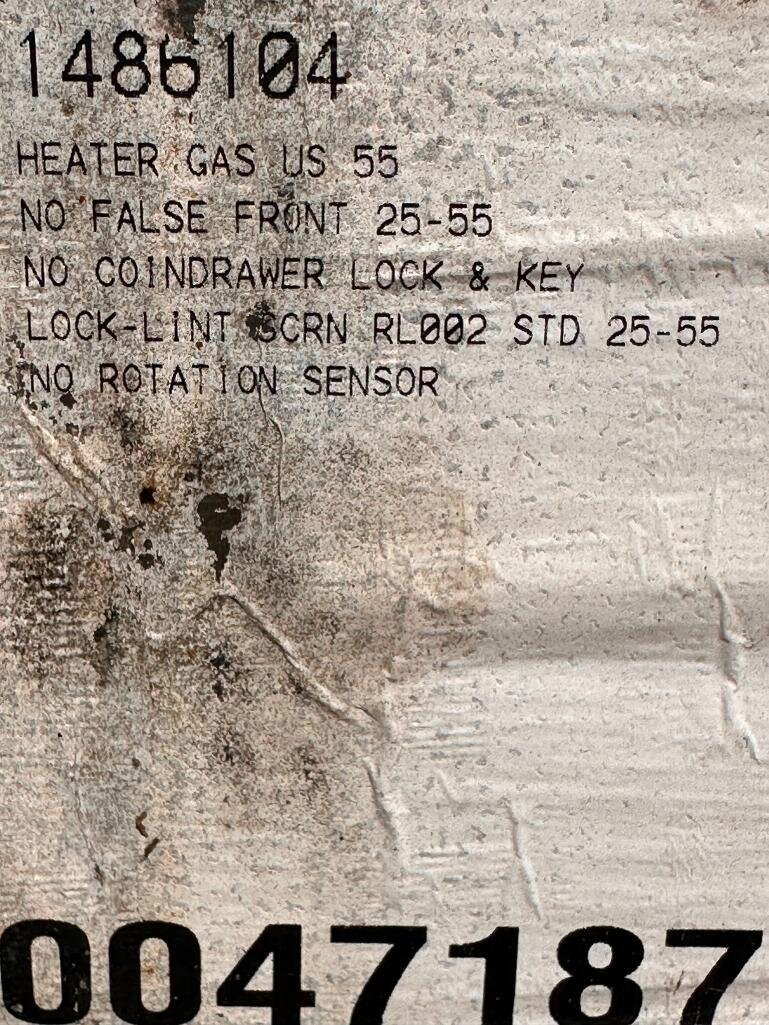 1486104
HEATER GAS US 55
NO FALSE FRONT 25-55
NO COINDRAWER LOCK & KEY
LOCK-LINT SCRN RL002 STD 25-55
NO ROTATION SENSOR
0047187